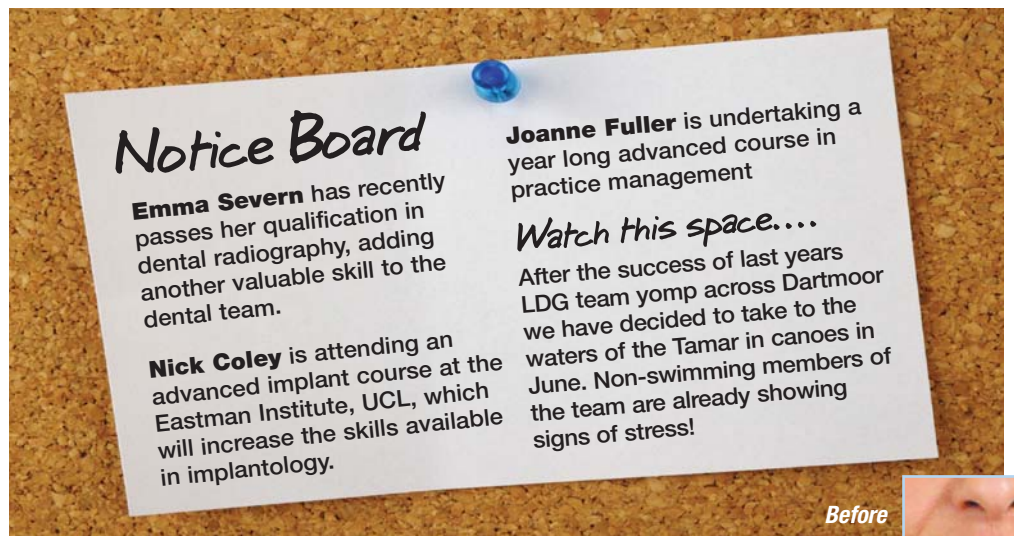 Notice Board
Emma Severn has recently
passes her qualification in
dental radiography, adding
another valuable skill to the
dental team.
Nick Coley is attending an
advanced implant course at the
Eastman Institute, UCL, which
will increase the skills available
in implantology.
Joanne Fuller is undertaking a
year long advanced course in
practice management
Watch this space....
After the success of last years
LDG team yomp across Dartmoor
we have decided to take to the
waters of the Tamar in canoes in
June. Non-swimming members of
the team are already showing
signs of stress!
Before